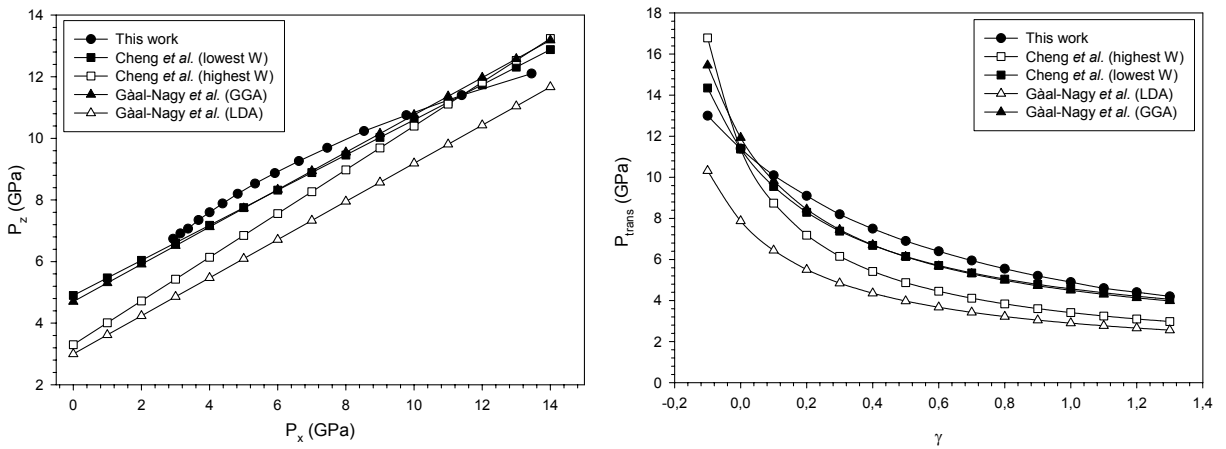 14
12
10
8
6
4
2
P_z (GPa)
0 2 4 6 8 10 12 14
P_x (GPa)
This work
Cheng et al. (lowest W)
Cheng et al. (highest W)
Gàal-Nagy et al. (GGA)
Gàal-Nagy et al. (LDA)
18
16
14
12
10
8
6
4
2
0
P_trans (GPa)
-0,2 0,0 0,2 0,4 0,6 0,8 1,0 1,2 1,4
γ
This work
Cheng et al. (highest W)
Cheng et al. (lowest W)
Gàal-Nagy et al. (LDA)
Gàal-Nagy et al. (GGA)